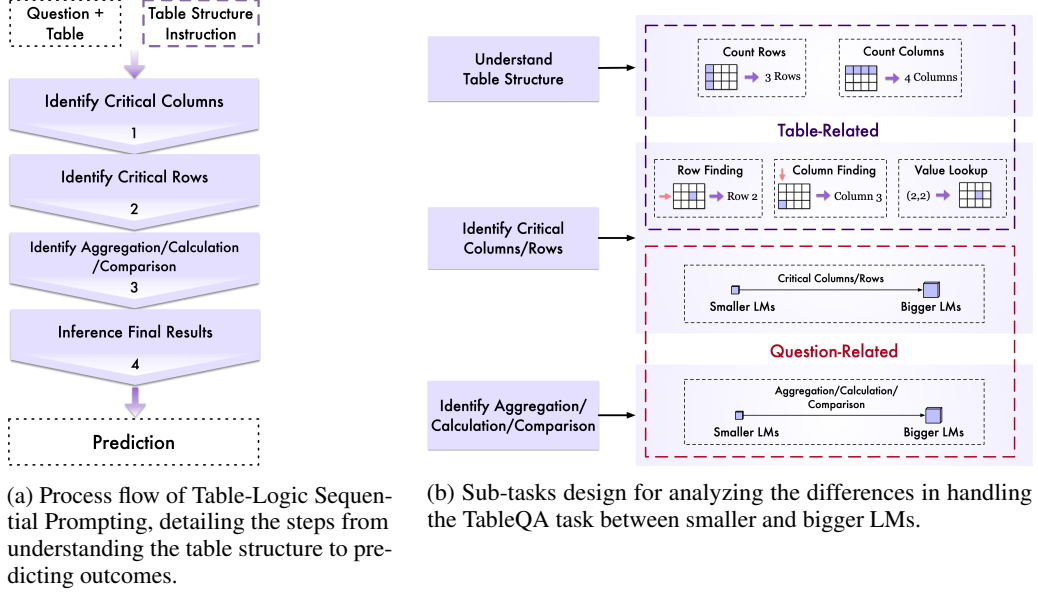 Question +
Table
Table Structure
Instruction
Identify Critical Columns
1
Identify Critical Rows
2
Identify Aggregation/Calculation
/Comparison
3
Inference Final Results
4
Prediction
(a) Process flow of Table-Logic Sequen-
tial Prompting, detailing the steps from
understanding the table structure to pre-
dicting outcomes.
Understand
Table Structure
Count Rows
3 Rows
Count Columns
4 Columns
Table-Related
Identify Critical
Columns/Rows
Row Finding
Row 2
Column Finding
Column 3
Value Lookup
(2,2)
Critical Columns/Rows
Smaller LMs
Bigger LMs
Question-Related
Identify Aggregation/
Calculation/Comparison
Aggregation/Calculation/
Comparison
Smaller LMs
Bigger LMs
(b) Sub-tasks design for analyzing the differences in handling
the TableQA task between smaller and bigger LMs.